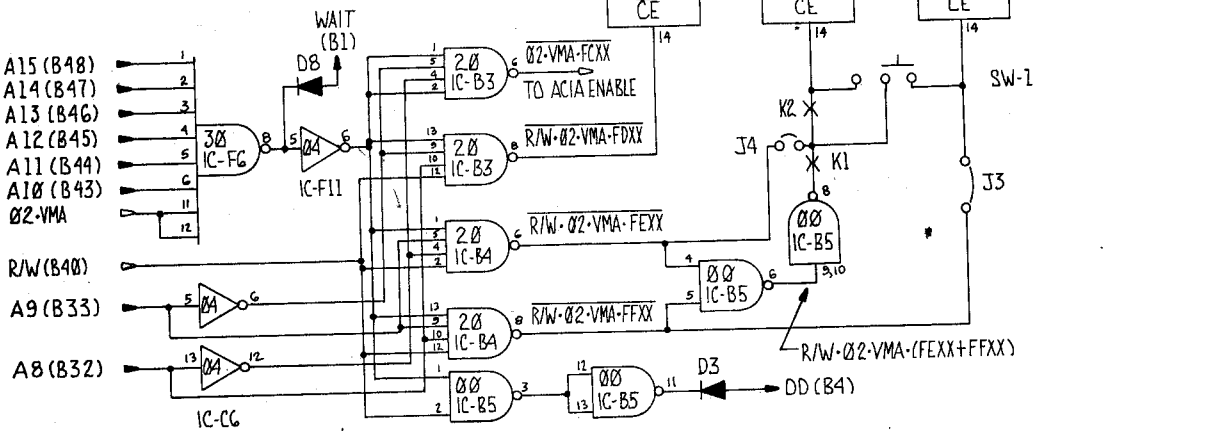 CE
14
CE
14
CE
14
WAIT
(B1)
D8
A15(B48) 1
A14(B47) 2
A13(B46) 3
A12(B45) 4
A11(B44) 5
A10(B43) 6
Ø2·VMA 11
12
3Ø
IC-F6
8
5 Ø4 6
IC-F11
1
5
4
2
2Ø
IC-B3
6
Ø2·VMA·FCXX
TO ACIA ENABLE
13
9
10
12
2Ø
IC-B3
8
R/W·Ø2·VMA·FDXX
K2
SW-1
J4
K1
J3
8
ØØ
IC-B5
9,10
R/W(B40)
1
5
4
2
2Ø
IC-B4
6
R/W·Ø2·VMA·FEXX
4
5
ØØ
IC-B5
6
A9(B33) 5 Ø4 6
13
9
10
12
2Ø
IC-B4
8
R/W·Ø2·VMA·FFXX
R/W·Ø2·VMA·(FEXX+FFXX)
A8(B32) 13 Ø4 12
IC-C6
1
2
ØØ
IC-B5
3
12
13
ØØ
IC-B5
11
D3
DD(B4)